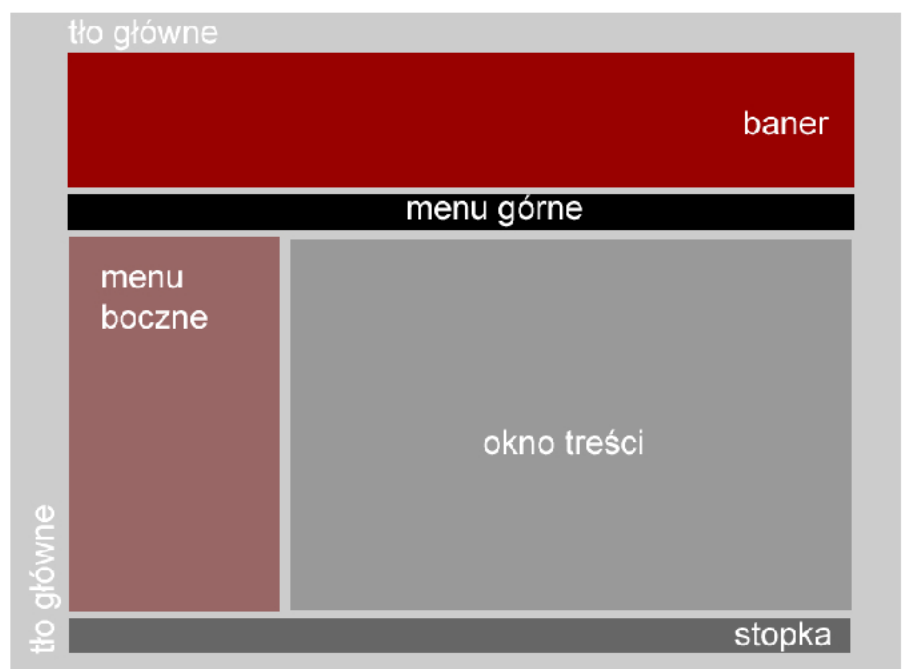 tło główne
baner
menu górne
menu
boczne
okno treści
tło główne
stopka